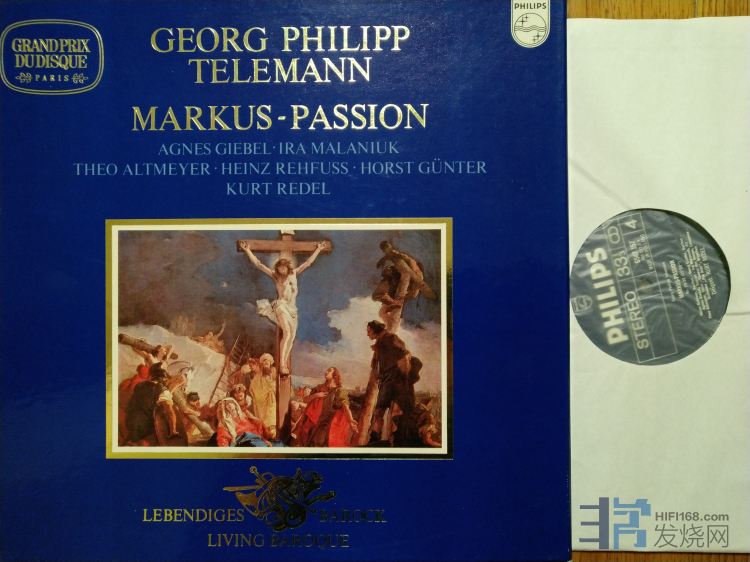 GRAND PRIX
DU DISQUE
PARIS
PHILIPS
GEORG PHILIPP
TELEMANN
MARKUS-PASSION
AGNES GIEBEL·IRA MALANIUK
THEO ALTMEYER·HEINZ REHFUSS·HORST GÜNTER
KURT REDEL
LEBENDIGES BAROCK
LIVING BAROQUE
PHILIPS
STEREO 33⅓
4
HIFI168.com
发烧网